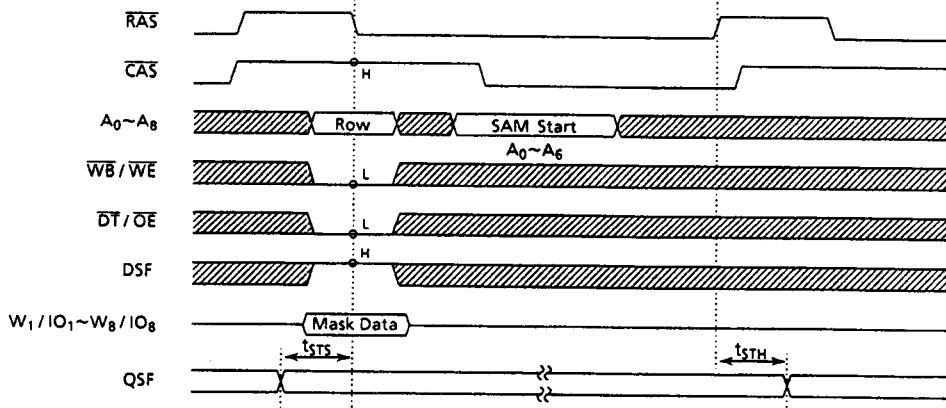 RAS
CAS
H
A0~A8
Row
SAM Start
A0~A6
WB / WE
L
DT / OE
L
H
DSF
W1 / IO1~W8 / IO8
Mask Data
tSTS
tSTH
QSF